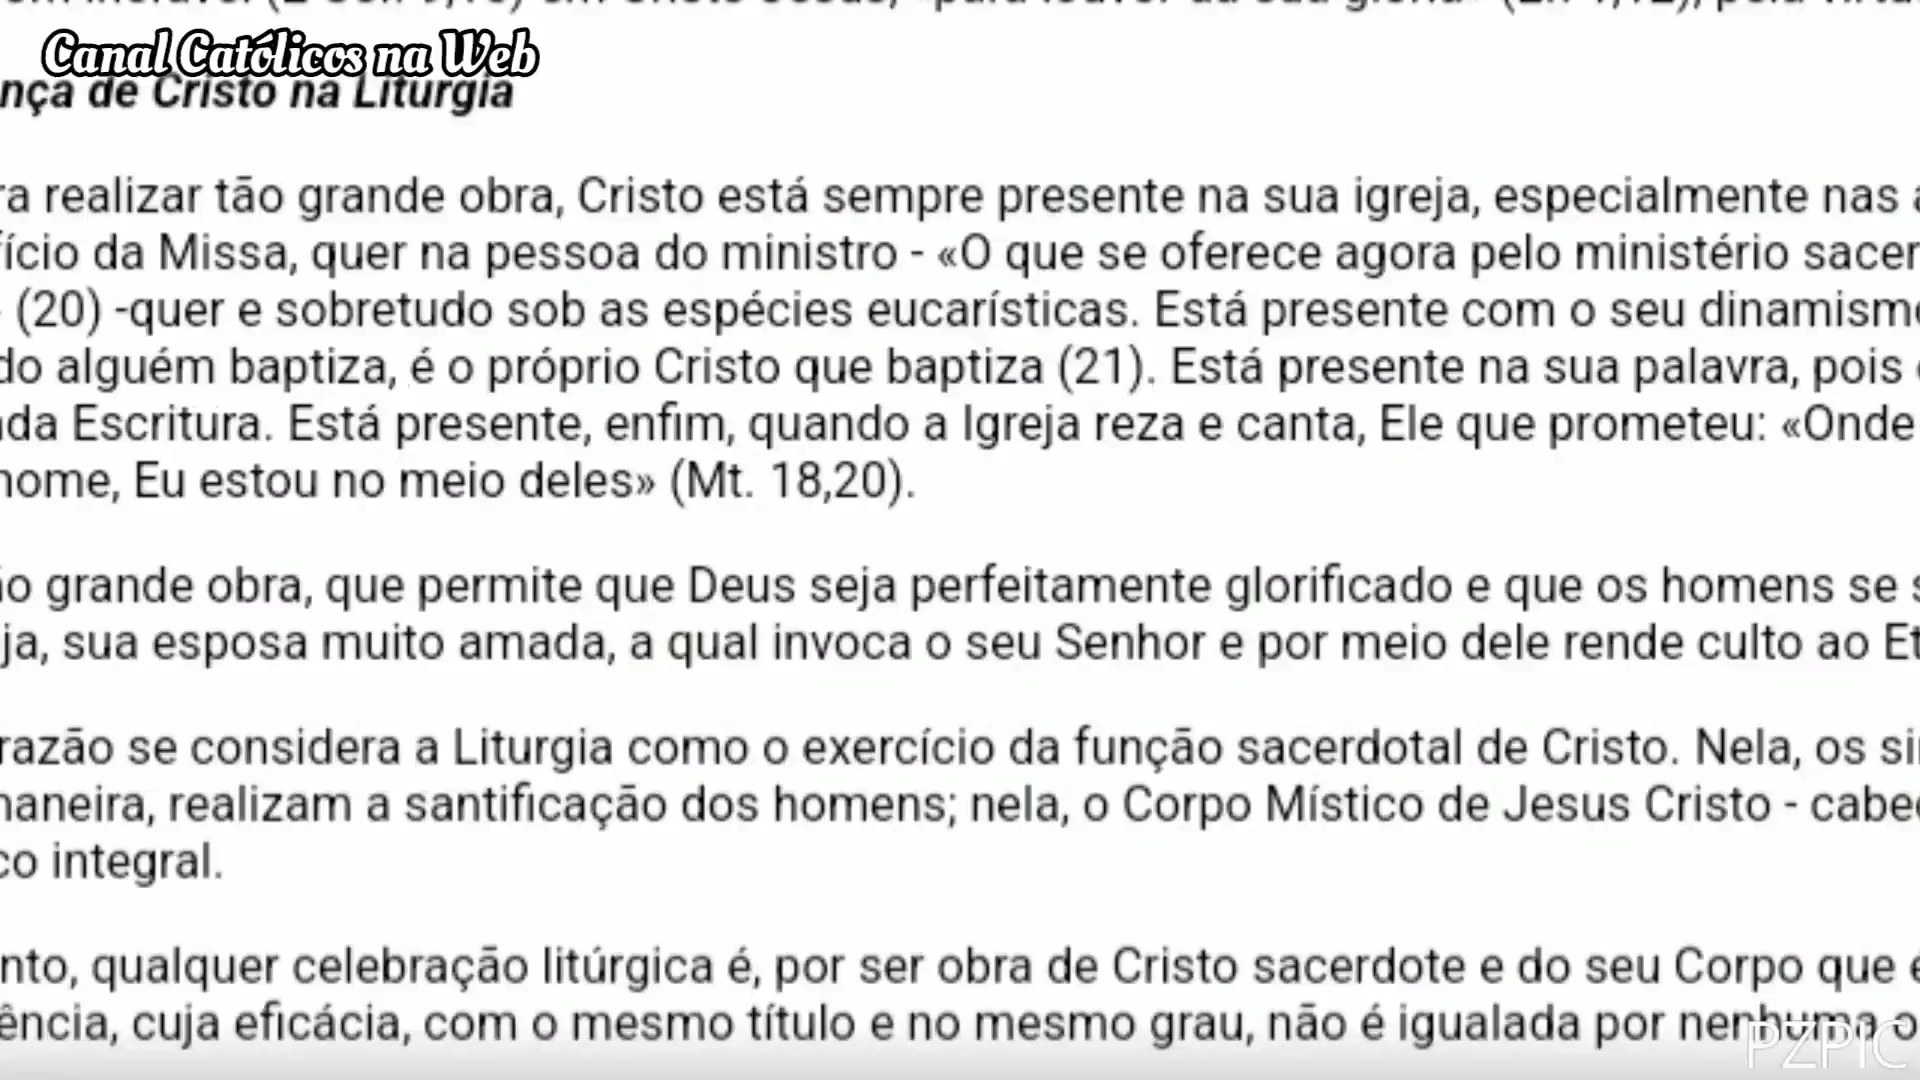 Canal Católicos na Web
nça de Cristo na Liturgia
ra realizar tão grande obra, Cristo está sempre presente na sua igreja, especialmente nas
fício da Missa, quer na pessoa do ministro - «O que se oferece agora pelo ministério sacer
(20) -quer e sobretudo sob as espécies eucarísticas. Está presente com o seu dinamismo
do alguém baptiza, é o próprio Cristo que baptiza (21). Está presente na sua palavra, pois
da Escritura. Está presente, enfim, quando a Igreja reza e canta, Ele que prometeu: «Onde
nome, Eu estou no meio deles» (Mt. 18,20).
ão grande obra, que permite que Deus seja perfeitamente glorificado e que os homens se s
ja, sua esposa muito amada, a qual invoca o seu Senhor e por meio dele rende culto ao Et
razão se considera a Liturgia como o exercício da função sacerdotal de Cristo. Nela, os si
naneira, realizam a santificação dos homens; nela, o Corpo Místico de Jesus Cristo - cabe
co integral.
nto, qualquer celebração litúrgica é, por ser obra de Cristo sacerdote e do seu Corpo que é
ência, cuja eficácia, com o mesmo título e no mesmo grau, não é igualada por nenhuma o
PZPIC